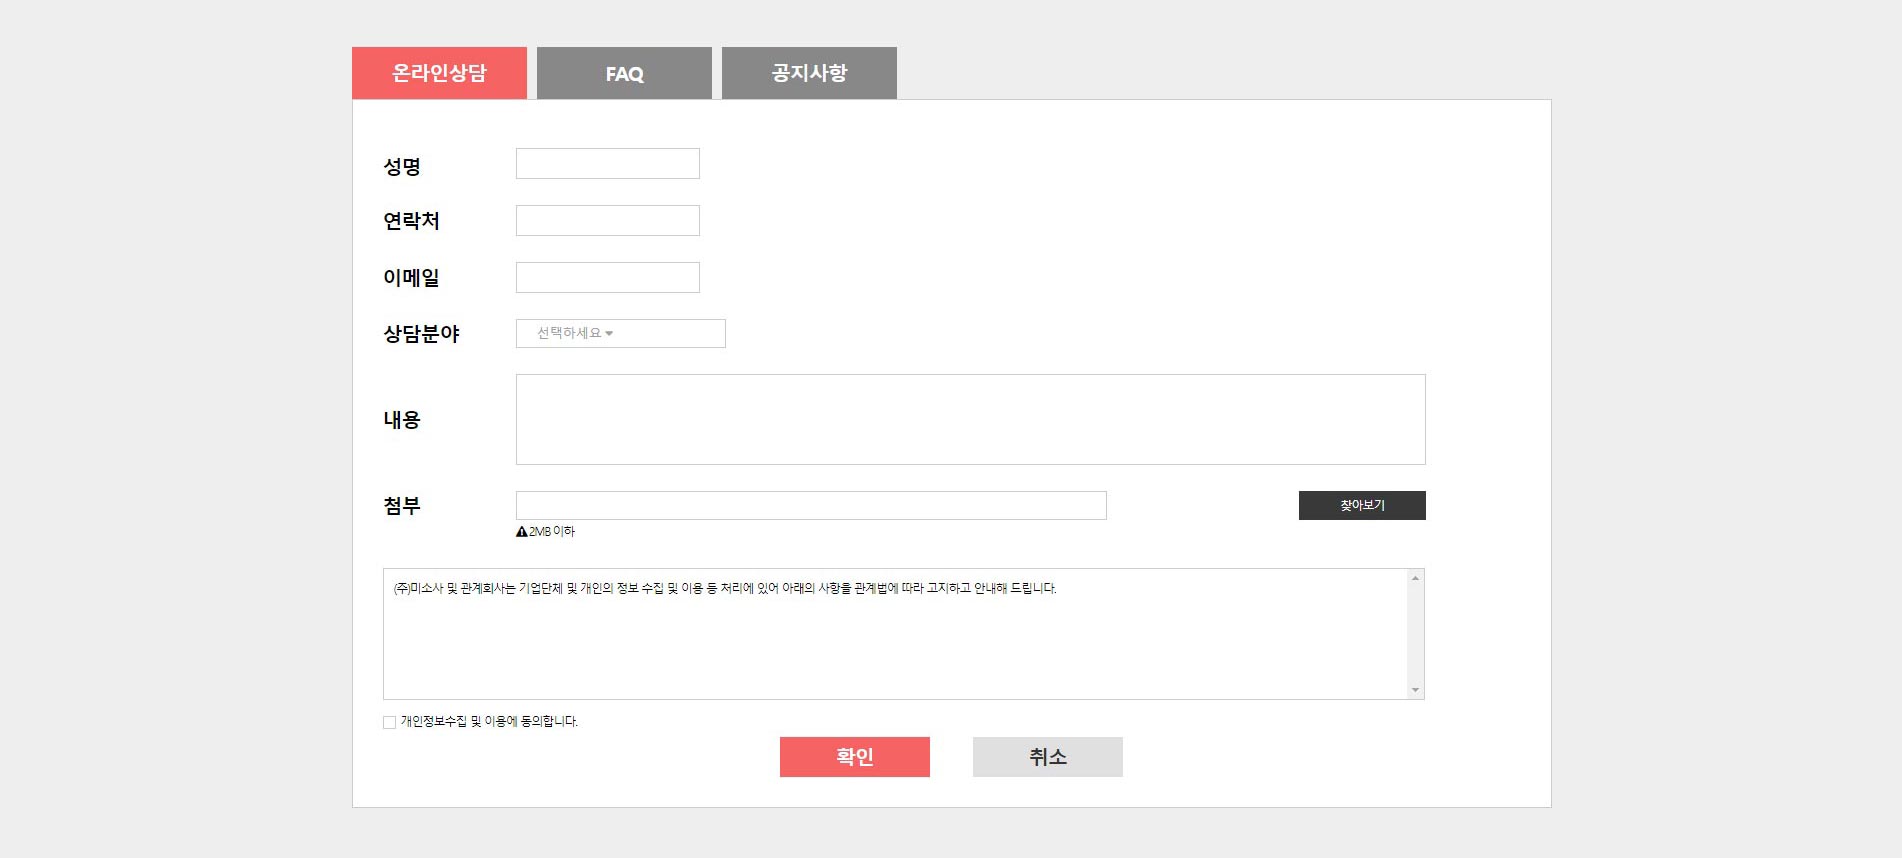 온라인상담
FAQ
공지사항
성명
연락처
이메일
상담분야
선택하세요
내용
첨부
찾아보기
2MB 이하
(주)미소사 및 관계회사는 기업단체 및 개인의 정보 수집 및 이용 등 처리에 있어 아래의 사항을 관계법에 따라 고지하고 안내해 드립니다.
개인정보수집 및 이용에 동의합니다.
확인
취소